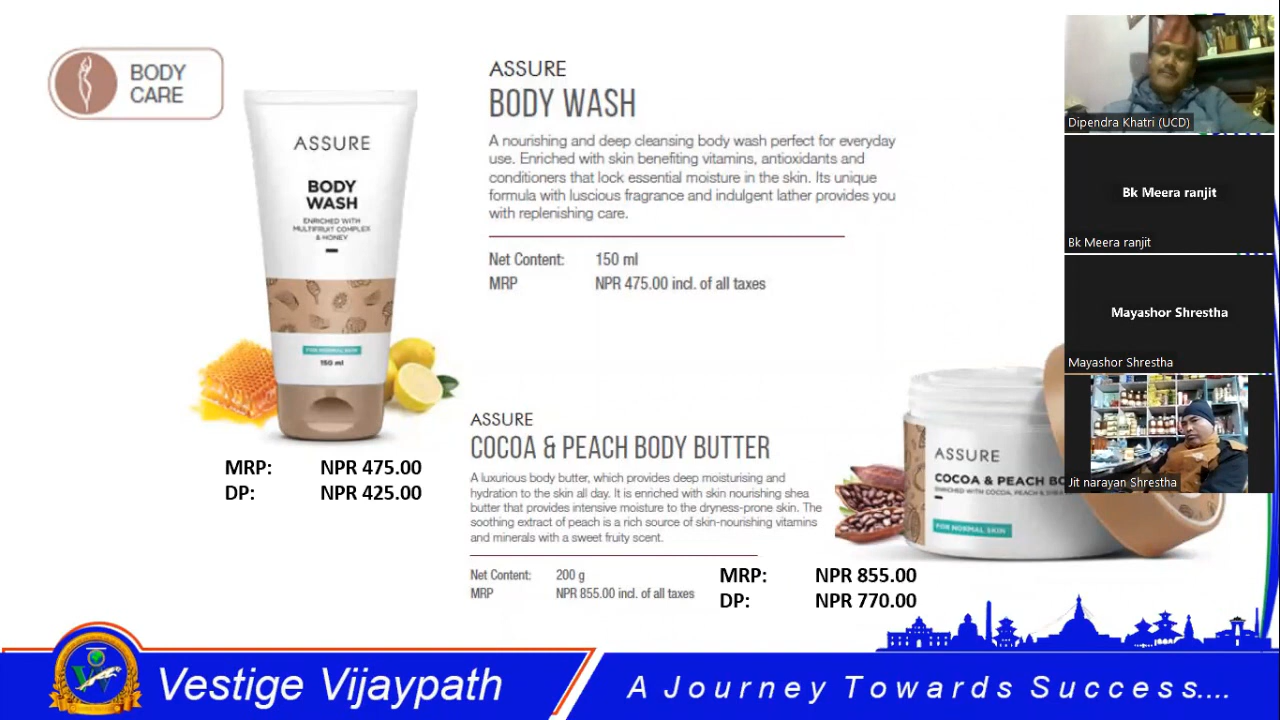 BODY
CARE
ASSURE
BODY
WASH
ENRICHED WITH
MULTIFRUIT COMPLEX
& HONEY
FOR NORMAL SKIN
150 ml
MRP: NPR 475.00
DP: NPR 425.00
ASSURE
BODY WASH
A nourishing and deep cleansing body wash perfect for everyday
use. Enriched with skin benefiting vitamins, antioxidants and
conditioners that lock essential moisture in the skin. Its unique
formula with luscious fragrance and indulgent lather provides you
with replenishing care.
Net Content: 150 ml
MRP NPR 475.00 incl. of all taxes
ASSURE
COCOA & PEACH BODY BUTTER
A luxurious body butter, which provides deep moisturising and
hydration to the skin all day. It is enriched with skin nourishing shea
butter that provides intensive moisture to the dryness-prone skin. The
soothing extract of peach is a rich source of skin-nourishing vitamins
and minerals with a sweet fruity scent.
Net Content: 200 g
MRP NPR 855.00 incl. of all taxes
MRP: NPR 855.00
DP: NPR 770.00
ASSURE
COCOA & PEACH BO
ENRICHED WITH COCOA, PEACH &
FOR NORMAL SKIN
Dipendra Khatri (UCD)
Bk Meera ranjit
Bk Meera ranjit
Mayashor Shrestha
Mayashor Shrestha
Jit narayan Shrestha
Vestige Vijaypath
A Journey Towards Success....